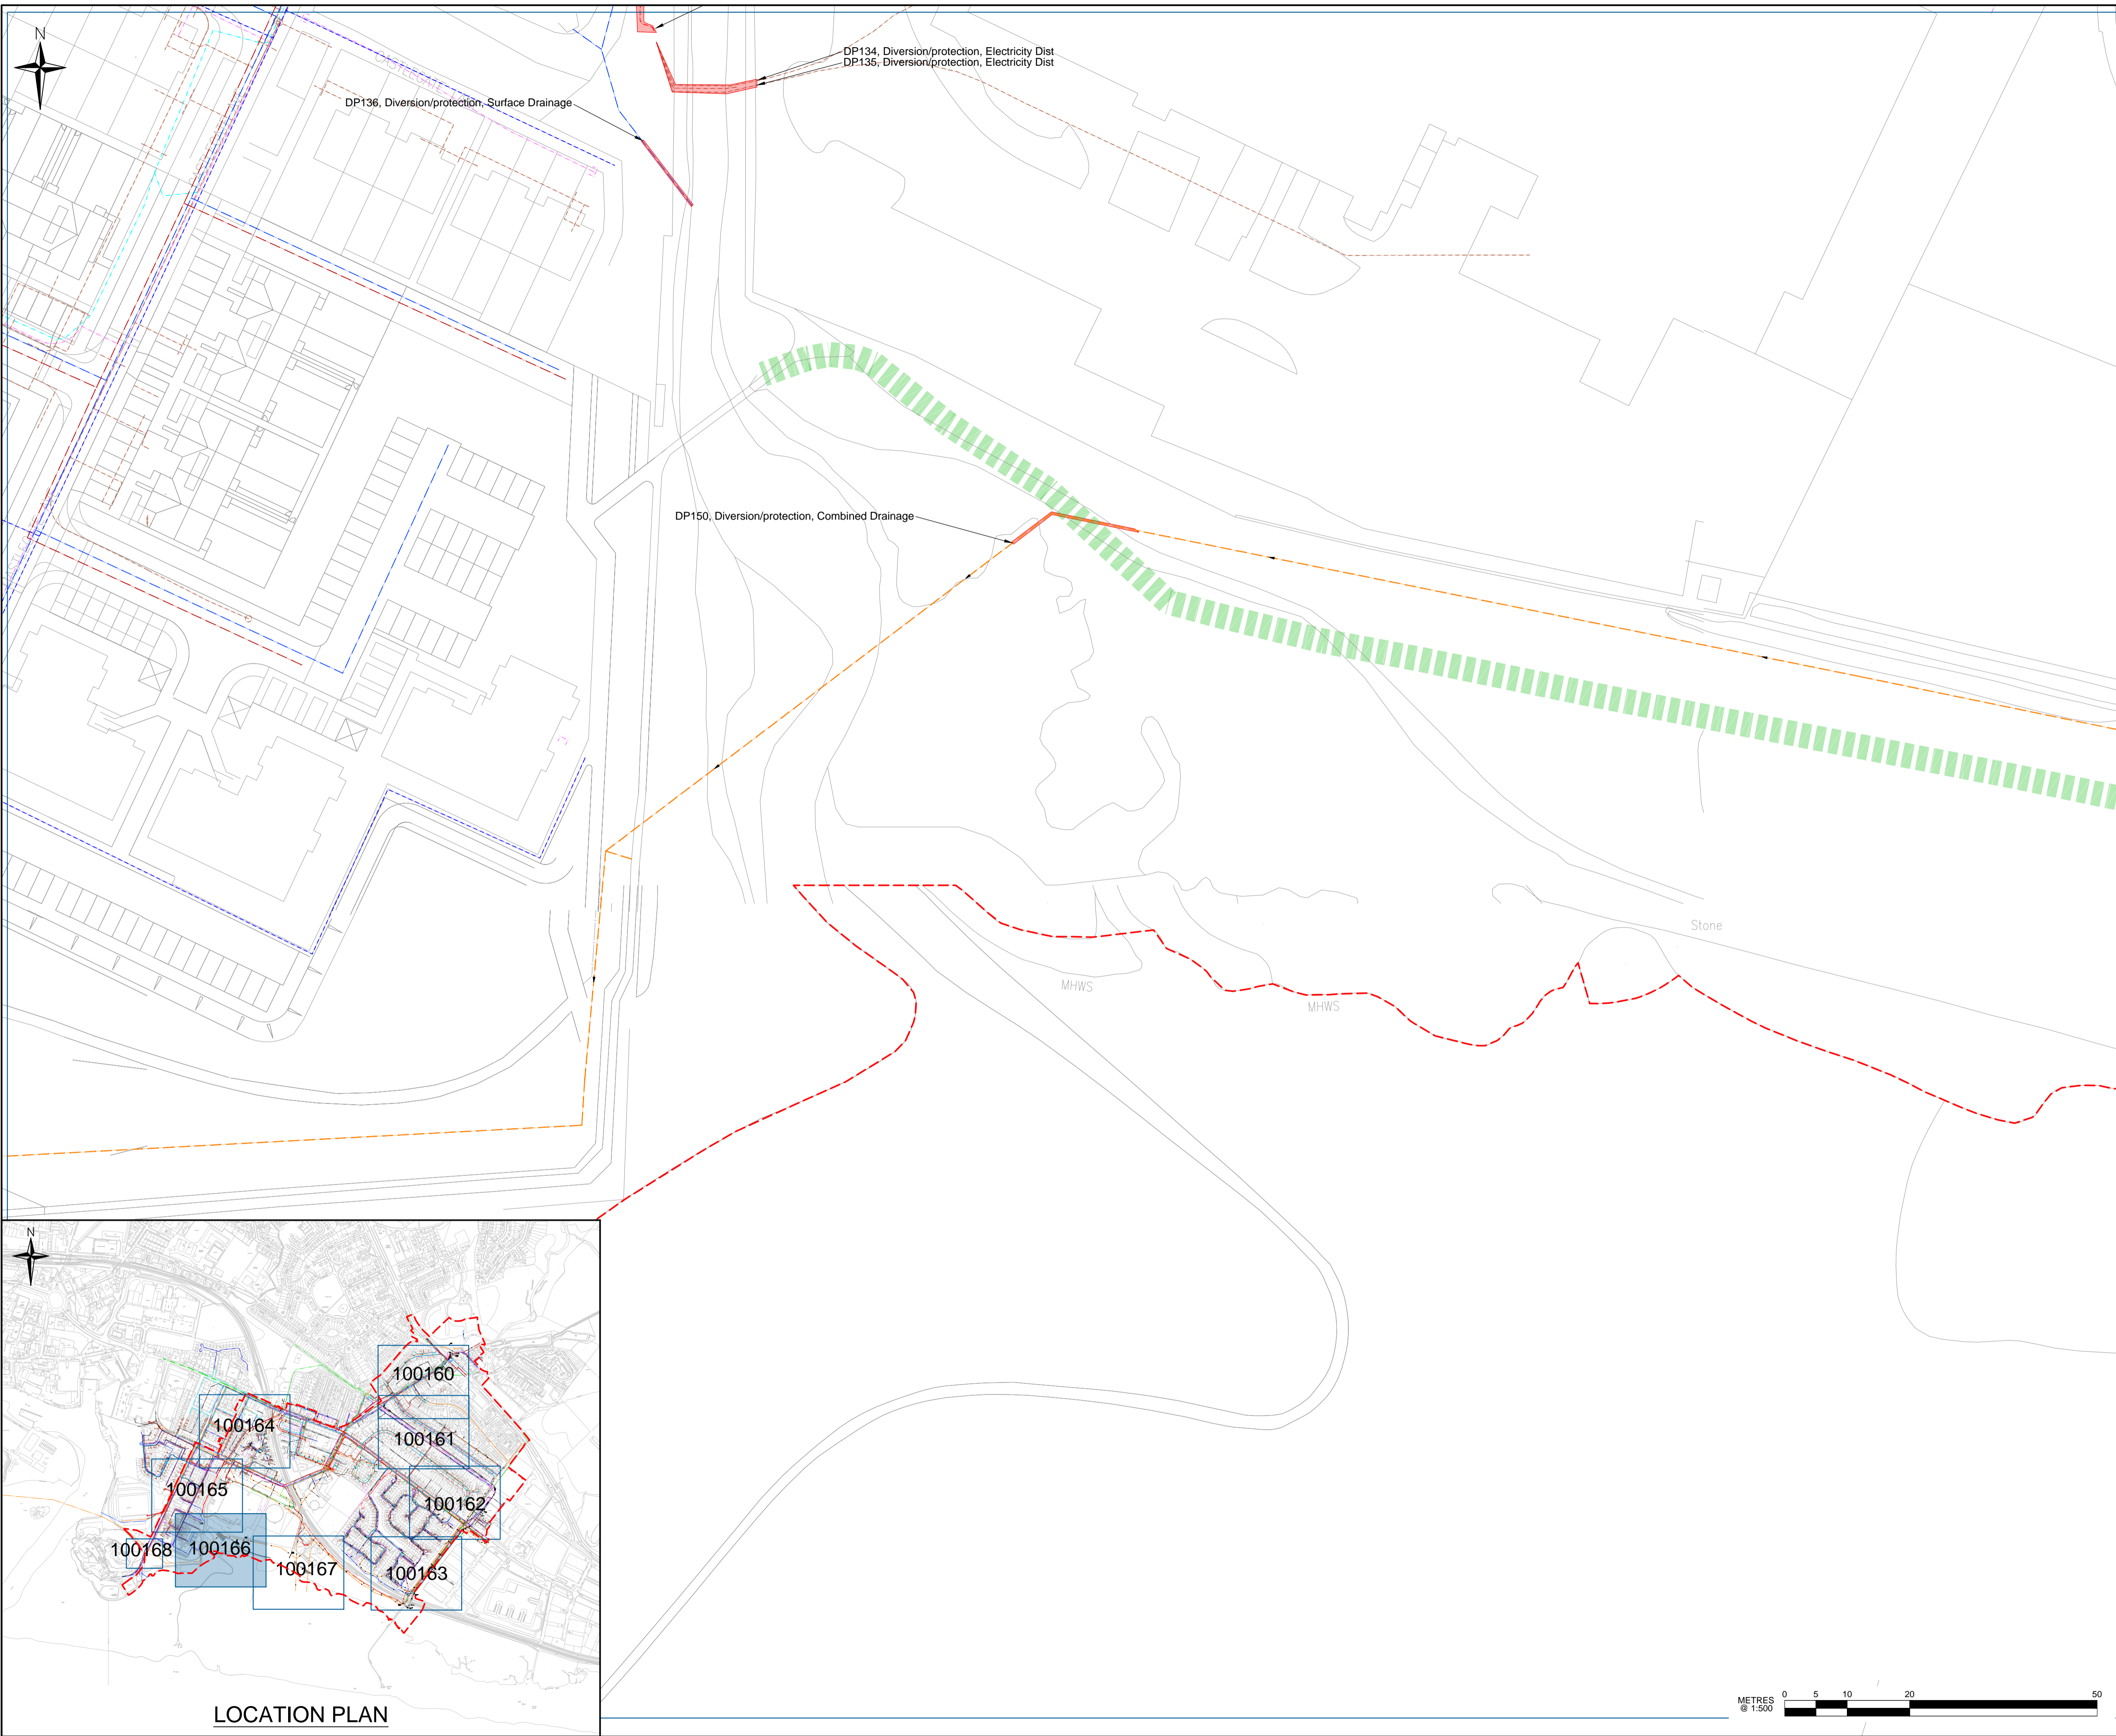 N
DP134, Diversion/protection, Electricity Dist
DP135, Diversion/protection, Electricity Dist
DP136, Diversion/protection, Surface Drainage
DP150, Diversion/protection, Combined Drainage
Stone
MHWS
MHWS
N
100160
100164
100161
100165
100162
100168
100166
100167
100163
LOCATION PLAN
METRES
@ 1:500
0 5 10 20 50